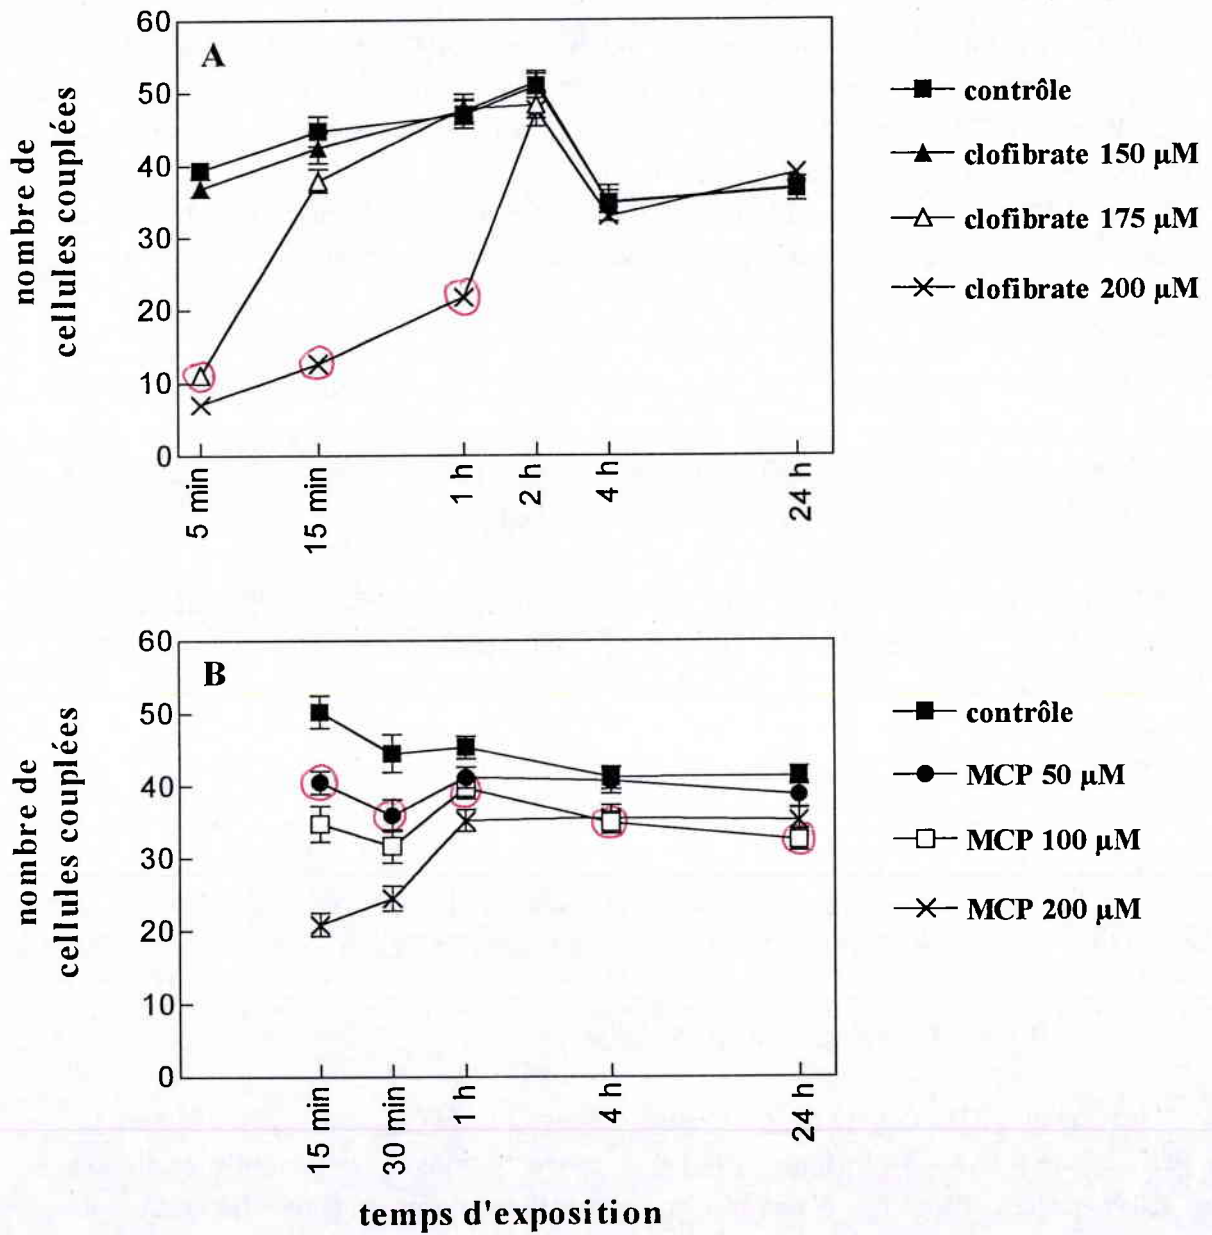 A
60
50
40
30
20
10
0
nombre de
cellules couplées
5 min
15 min
1 h
2 h
4 h
24 h
contrôle
clofibrate 150 µM
clofibrate 175 µM
clofibrate 200 µM
B
60
50
40
30
20
10
0
nombre de
cellules couplées
15 min
30 min
1 h
4 h
24 h
contrôle
MCP 50 µM
MCP 100 µM
MCP 200 µM
temps d'exposition